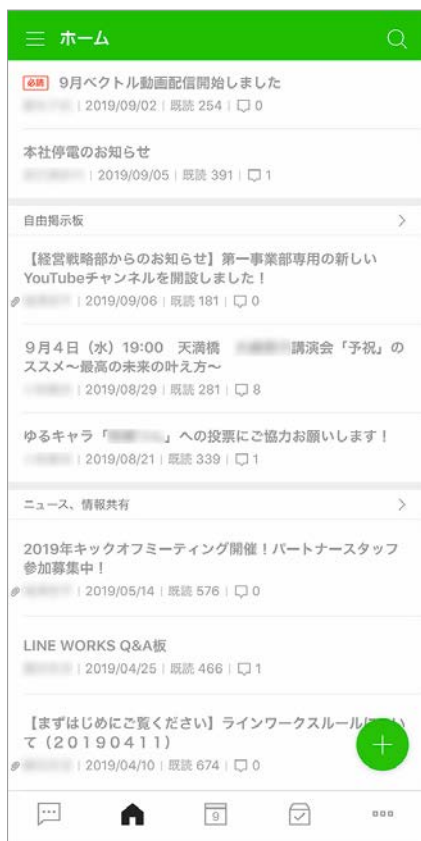 ホーム
必読 9月ベクトル動画配信開始しました
2019/09/02 | 既読 254 | 0
本社停電のお知らせ
2019/09/05 | 既読 391 | 1
自由掲示板
【経営戦略部からのお知らせ】第一事業部専用の新しい
YouTubeチャンネルを開設しました！
2019/09/06 | 既読 181 | 0
9月4日（水）19:00 天満橋 講演会「予祝」の
ススメ〜最高の未来の叶え方〜
2019/08/29 | 既読 281 | 8
ゆるキャラ「 」への投票にご協力お願いします！
2019/08/21 | 既読 339 | 1
ニュース、情報共有
2019年キックオフミーティング開催！パートナースタッフ
参加募集中！
2019/05/14 | 既読 576 | 0
LINE WORKS Q&A板
2019/04/25 | 既読 466 | 1
【まずはじめにご覧ください】ラインワークスルールについ
て（２０１９０４１１）
2019/04/10 | 既読 674 | 0
9